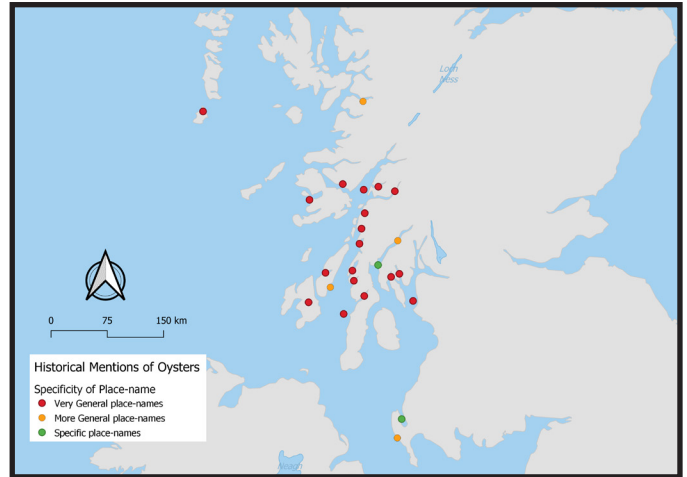 Loch
Ness
0 75 150 km
Historical Mentions of Oysters
Specificity of Place-name
Very General place-names
More General place-names
Specific place-names
Neagh